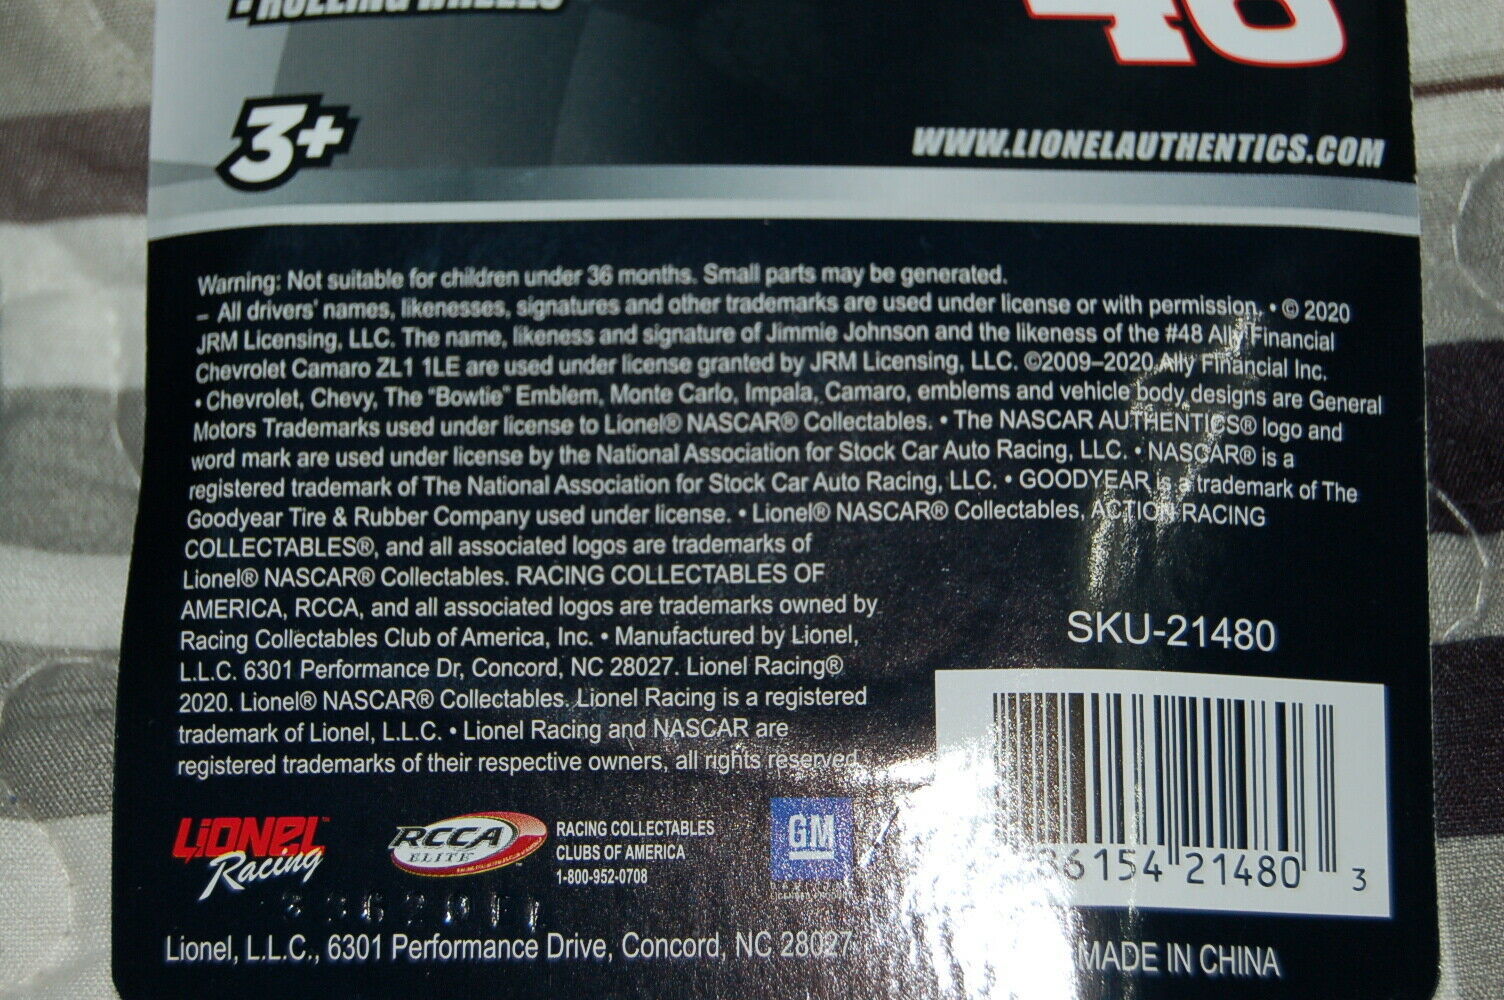 • ROLLING WHEELS
48
3+
WWW.LIONELAUTHENTICS.COM
Warning: Not suitable for children under 36 months. Small parts may be generated.
– All drivers' names, likenesses, signatures and other trademarks are used under license or with permission. • © 2020
JRM Licensing, LLC. The name, likeness and signature of Jimmie Johnson and the likeness of the #48 Ally Financial
Chevrolet Camaro ZL1 1LE are used under license granted by JRM Licensing, LLC. ©2009–2020 Ally Financial Inc.
• Chevrolet, Chevy, The "Bowtie" Emblem, Monte Carlo, Impala, Camaro, emblems and vehicle body designs are General
Motors Trademarks used under license to Lionel® NASCAR® Collectables. • The NASCAR AUTHENTICS® logo and
word mark are used under license by the National Association for Stock Car Auto Racing, LLC. • NASCAR® is a
registered trademark of The National Association for Stock Car Auto Racing, LLC. • GOODYEAR is a trademark of The
Goodyear Tire & Rubber Company used under license. • Lionel® NASCAR® Collectables, ACTION RACING
COLLECTABLES®, and all associated logos are trademarks of
Lionel® NASCAR® Collectables. RACING COLLECTABLES OF
AMERICA, RCCA, and all associated logos are trademarks owned by
Racing Collectables Club of America, Inc. • Manufactured by Lionel,
L.L.C. 6301 Performance Dr, Concord, NC 28027. Lionel Racing®
2020. Lionel® NASCAR® Collectables. Lionel Racing is a registered
trademark of Lionel, L.L.C. • Lionel Racing and NASCAR are
registered trademarks of their respective owners, all rights reserved.
SKU-21480
LIONEL™
Racing
RCCA
ELITE
RACING COLLECTABLES
CLUBS OF AMERICA
1-800-952-0708
GM
86154 21480 3
Lionel, L.L.C., 6301 Performance Drive, Concord, NC 28027
MADE IN CHINA